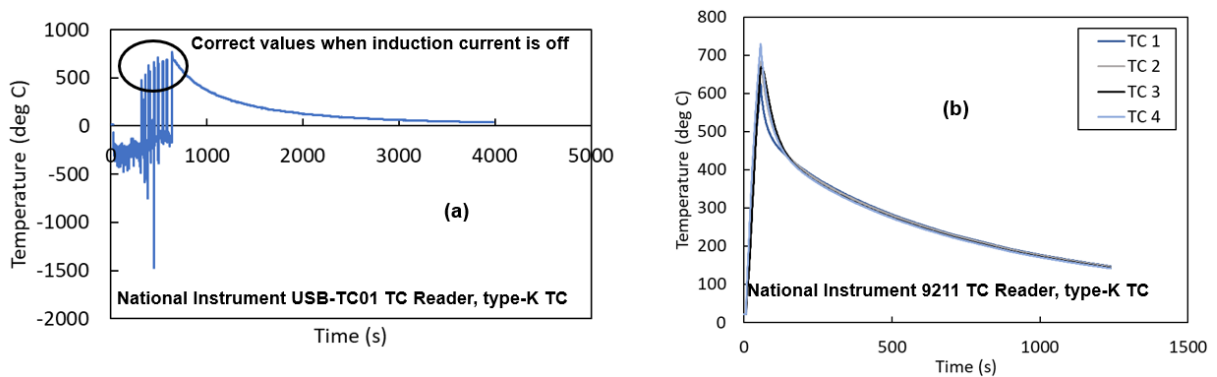 1000
500
0
-500
-1000
-1500
-2000
0
1000
2000
3000
4000
5000
Temperature (deg C)
Time (s)
Correct values when induction current is off
(a)
National Instrument USB-TC01 TC Reader, type-K TC
800
700
600
500
400
300
200
100
0
0
500
1000
1500
Temperature (deg C)
Time (s)
TC 1
TC 2
TC 3
TC 4
(b)
National Instrument 9211 TC Reader, type-K TC